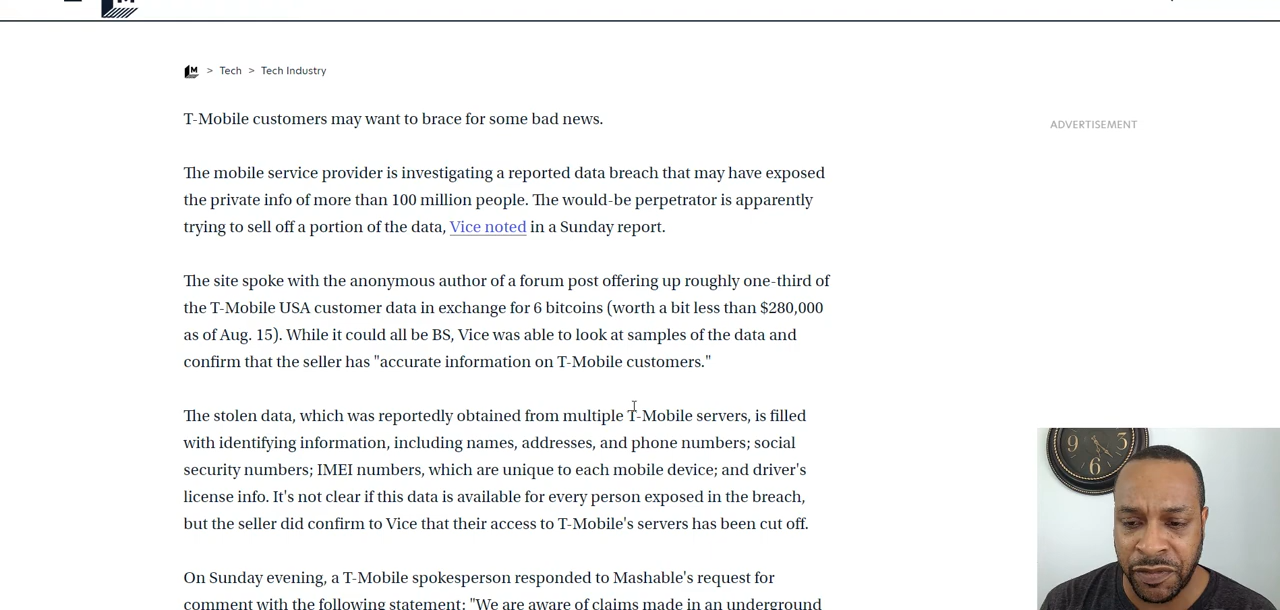 M
M > Tech > Tech Industry
T-Mobile customers may want to brace for some bad news.
ADVERTISEMENT
The mobile service provider is investigating a reported data breach that may have exposed
the private info of more than 100 million people. The would-be perpetrator is apparently
trying to sell off a portion of the data, Vice noted in a Sunday report.
The site spoke with the anonymous author of a forum post offering up roughly one-third of
the T-Mobile USA customer data in exchange for 6 bitcoins (worth a bit less than $280,000
as of Aug. 15). While it could all be BS, Vice was able to look at samples of the data and
confirm that the seller has "accurate information on T-Mobile customers."
The stolen data, which was reportedly obtained from multiple T-Mobile servers, is filled
with identifying information, including names, addresses, and phone numbers; social
security numbers; IMEI numbers, which are unique to each mobile device; and driver's
license info. It's not clear if this data is available for every person exposed in the breach,
but the seller did confirm to Vice that their access to T-Mobile's servers has been cut off.
On Sunday evening, a T-Mobile spokesperson responded to Mashable's request for
comment with the following statement: "We are aware of claims made in an underground
9 3
6